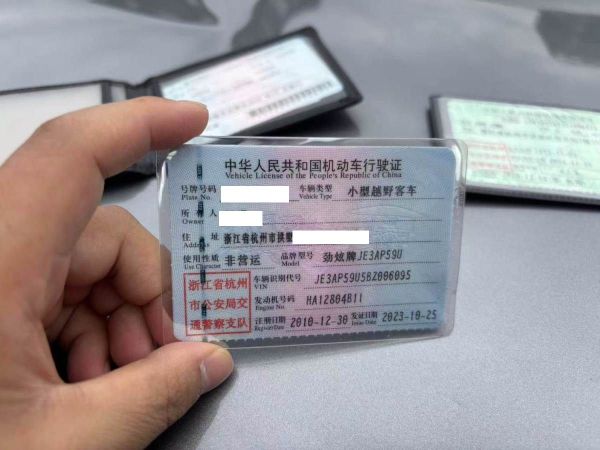 中华人民共和国机动车行驶证
Vehicle License of the People's Republic of China
号牌号码 车辆类型 小型越野客车
Plate No. Vehicle Type
所有人
Owner
住址 浙江省杭州市拱墅
Address
使用性质 非营运 品牌型号 劲炫牌JE3AP59U
Use Character Model
浙江省杭州
市公安局交
通警察支队
车辆识别代号 JE3AP59U5BZ006095
VIN
发动机号码 HA12804B11
Engine No.
注册日期 2010-12-30 发证日期 2023-10-25
Register Date Issue Date